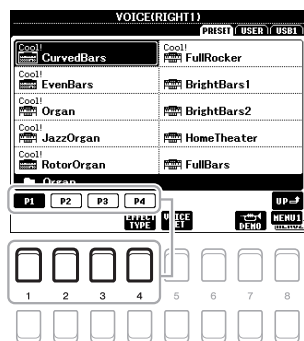 VOICE(RIGHT1)
PRESET USER USB1
Cool! CurvedBars
Cool! FullRocker
Cool! EvenBars
BrightBars1
Cool! Organ
BrightBars2
Cool! JazzOrgan
HomeTheater
Cool! RotorOrgan
FullBars
Organ
P1 P2 P3 P4
UP
EFFECT TYPE
DEMO
MENU1
1 2 3 4 5 6 7 8